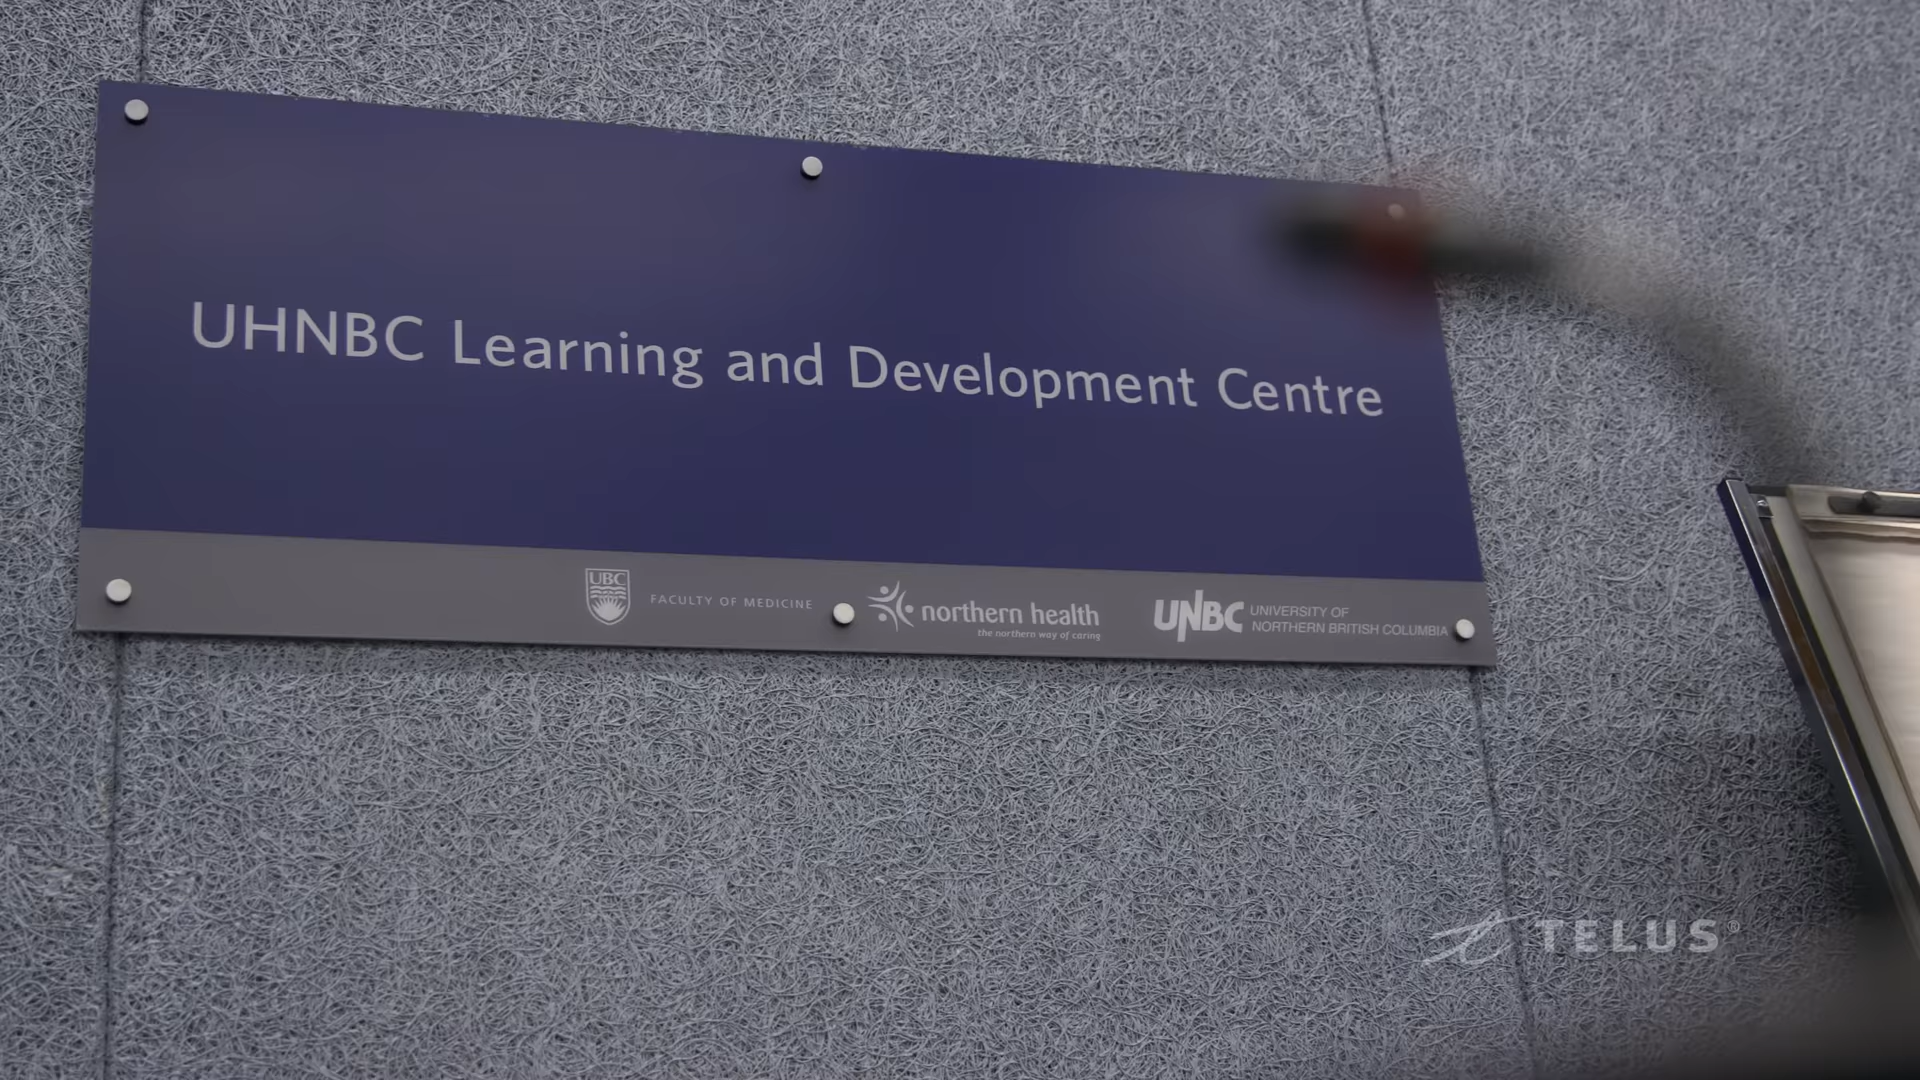 UHNBC Learning and Development Centre
UBC
FACULTY OF MEDICINE
northern health
the northern way of caring
UNBC
UNIVERSITY OF
NORTHERN BRITISH COLUMBIA
TELUS®